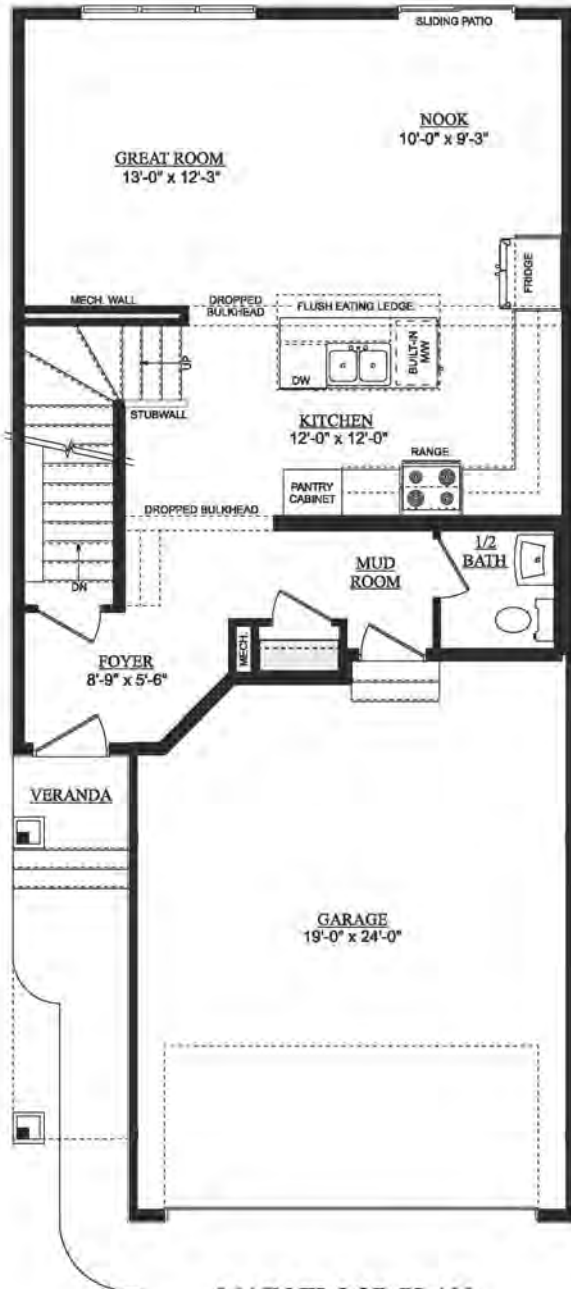 SLIDING PATIO
NOOK
10'-0" x 9'-3"
GREAT ROOM
13'-0" x 12'-3"
FRIDGE
MECH. WALL
DROPPED
BULKHEAD
FLUSH EATING LEDGE
BUILT-IN
MW
UP
DW
STUBWALL
KITCHEN
12'-0" x 12'-0"
RANGE
PANTRY
CABINET
DROPPED BULKHEAD
1/2
BATH
MUD
ROOM
DN
MECH.
FOYER
8'-9" x 5'-6"
VERANDA
GARAGE
19'-0" x 24'-0"